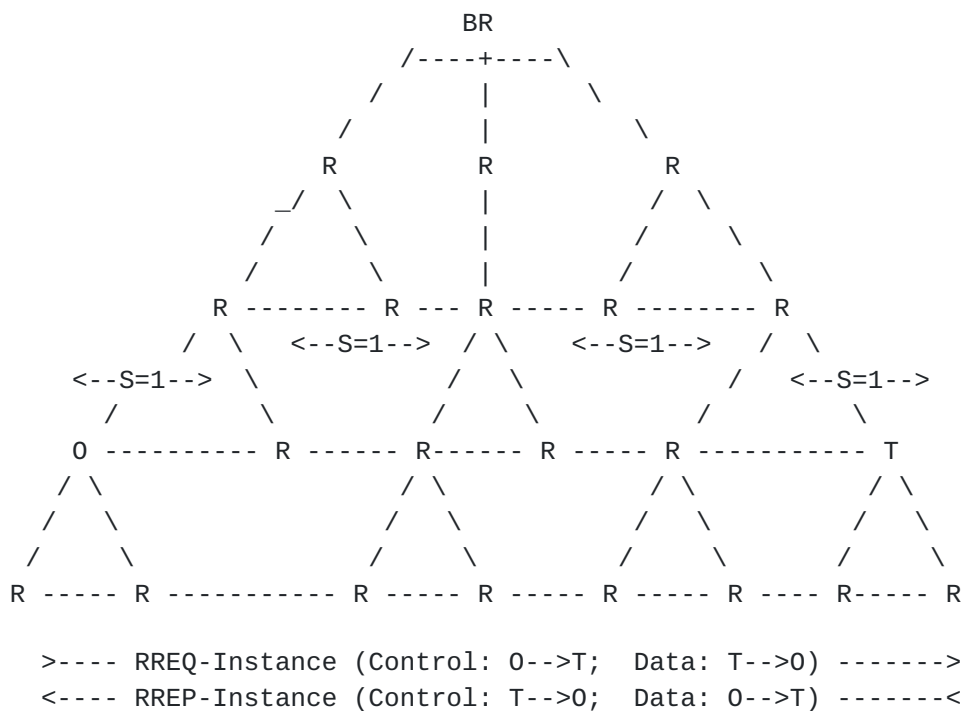 BR
/----+----\
/ | \
/ | \
R R R
_/ \ | / \
/ \ | / \
/ \ | / \
R -------- R --- R ----- R -------- R
/ \ <--S=1--> / \ <--S=1--> / \
<--S=1--> \ / \ / <--S=1-->
/ \ / \ / \
O ---------- R ------ R------ R ----- R ----------- T
/ \ / \ / \ / \
/ \ / \ / \ / \
/ \ / \ / \ / \
R ----- R ----------- R ----- R ----- R ----- R ---- R----- R
>---- RREQ-Instance (Control: O-->T; Data: T-->O) ------->
<---- RREP-Instance (Control: T-->O; Data: O-->T) -------<